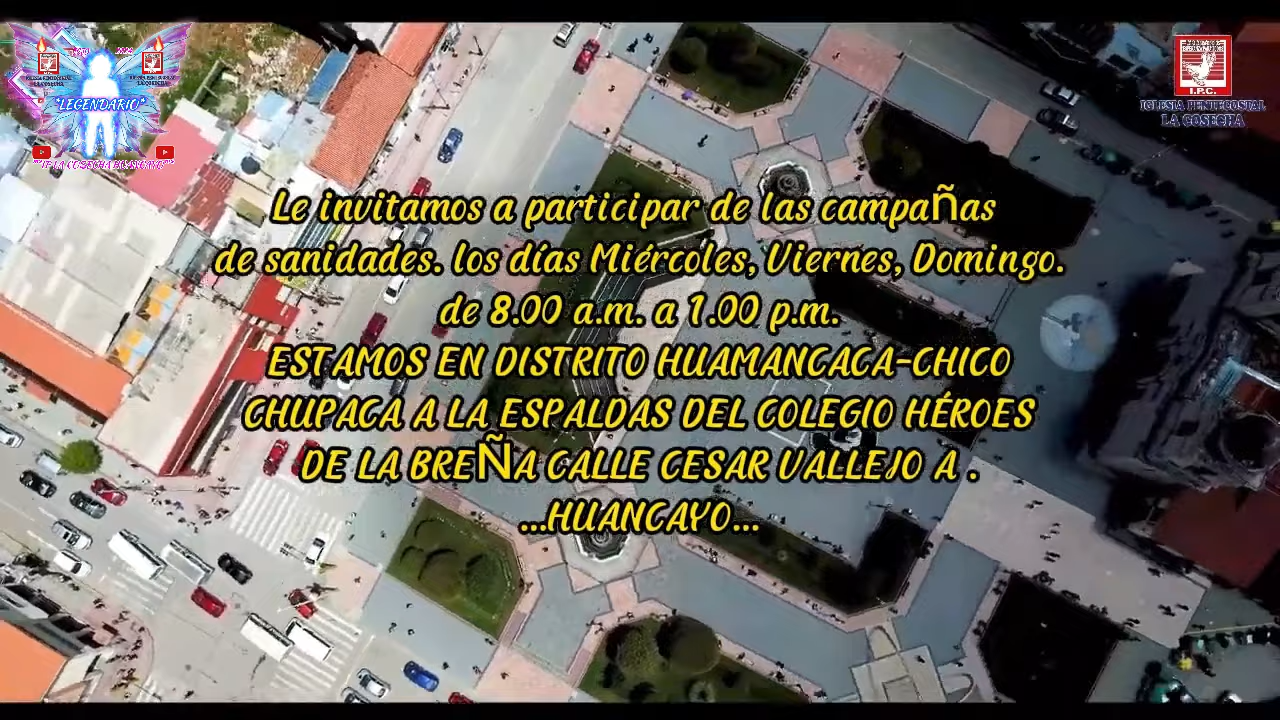 "LEGENDARIO"
I.P.C.
IGLESIA PENTECOSTAL
LA COSECHA
Le invitamos a participar de las campañas
de sanidades. los días Miércoles, Viernes, Domingo.
de 8.00 a.m. a 1.00 p.m.
ESTAMOS EN DISTRITO HUAMANCACA-CHICO
CHUPACA A LA ESPALDAS DEL COLEGIO HÉROES
DE LA BREÑA CALLE CESAR VALLEJO A .
...HUANCAYO...